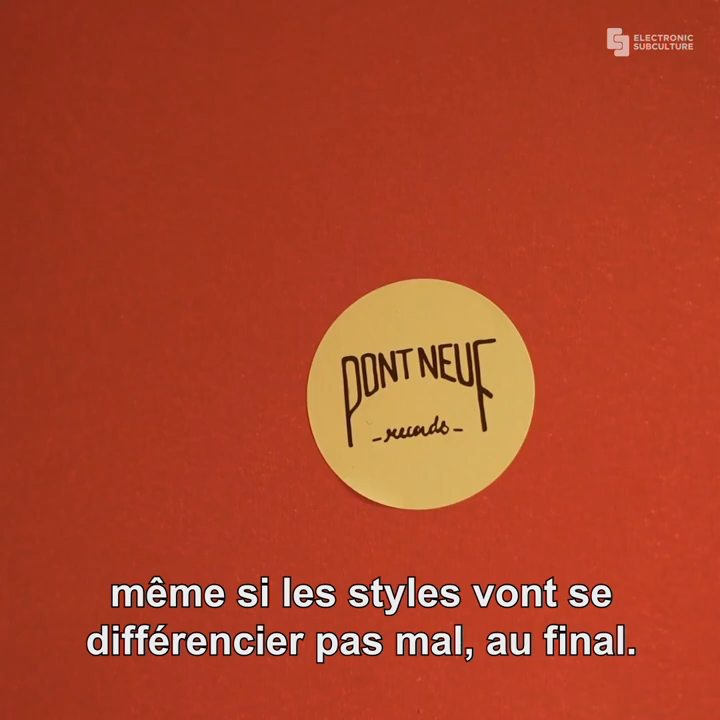 ELECTRONIC
SUBCULTURE
PONT NEUF
-records-
même si les styles vont se
différencier pas mal, au final.